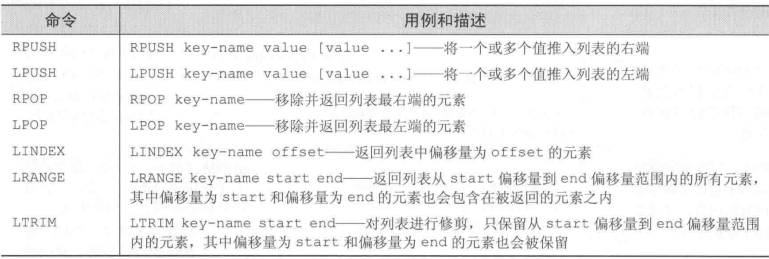 命令 用例和描述
RPUSH RPUSH key-name value [value ...]——将一个或多个值推入列表的右端
LPUSH LPUSH key-name value [value ...]——将一个或多个值推入列表的左端
RPOP RPOP key-name——移除并返回列表最右端的元素
LPOP LPOP key-name——移除并返回列表最左端的元素
LINDEX LINDEX key-name offset——返回列表中偏移量为 offset 的元素
LRANGE LRANGE key-name start end——返回列表从 start 偏移量到 end 偏移量范围内的所有元素，
其中偏移量为 start 和偏移量为 end 的元素也会包含在被返回的元素之内
LTRIM LTRIM key-name start end——对列表进行修剪，只保留从 start 偏移量到 end 偏移量范围
内的元素，其中偏移量为 start 和偏移量为 end 的元素也会被保留